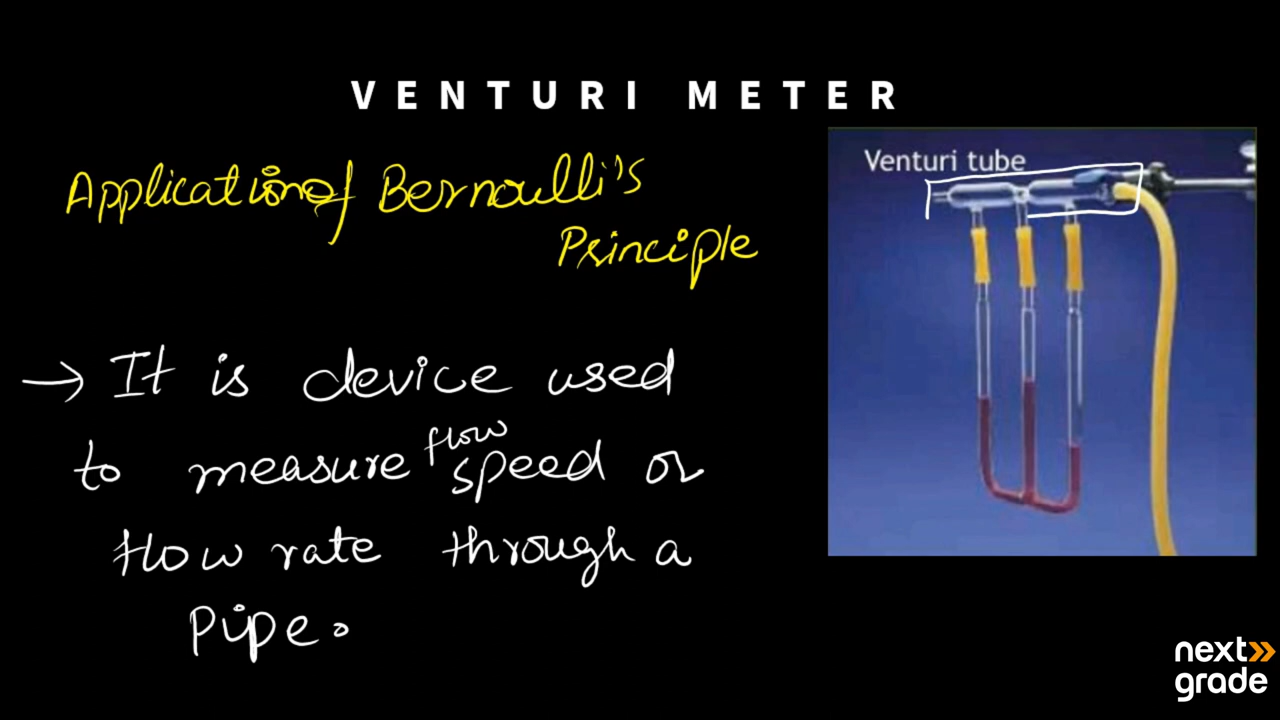 VENTURI METER
Application of Bernoulli's
Principle
Venturi tube
→ It is device used
to measure flow speed or
flow rate through a
pipe.
next
grade